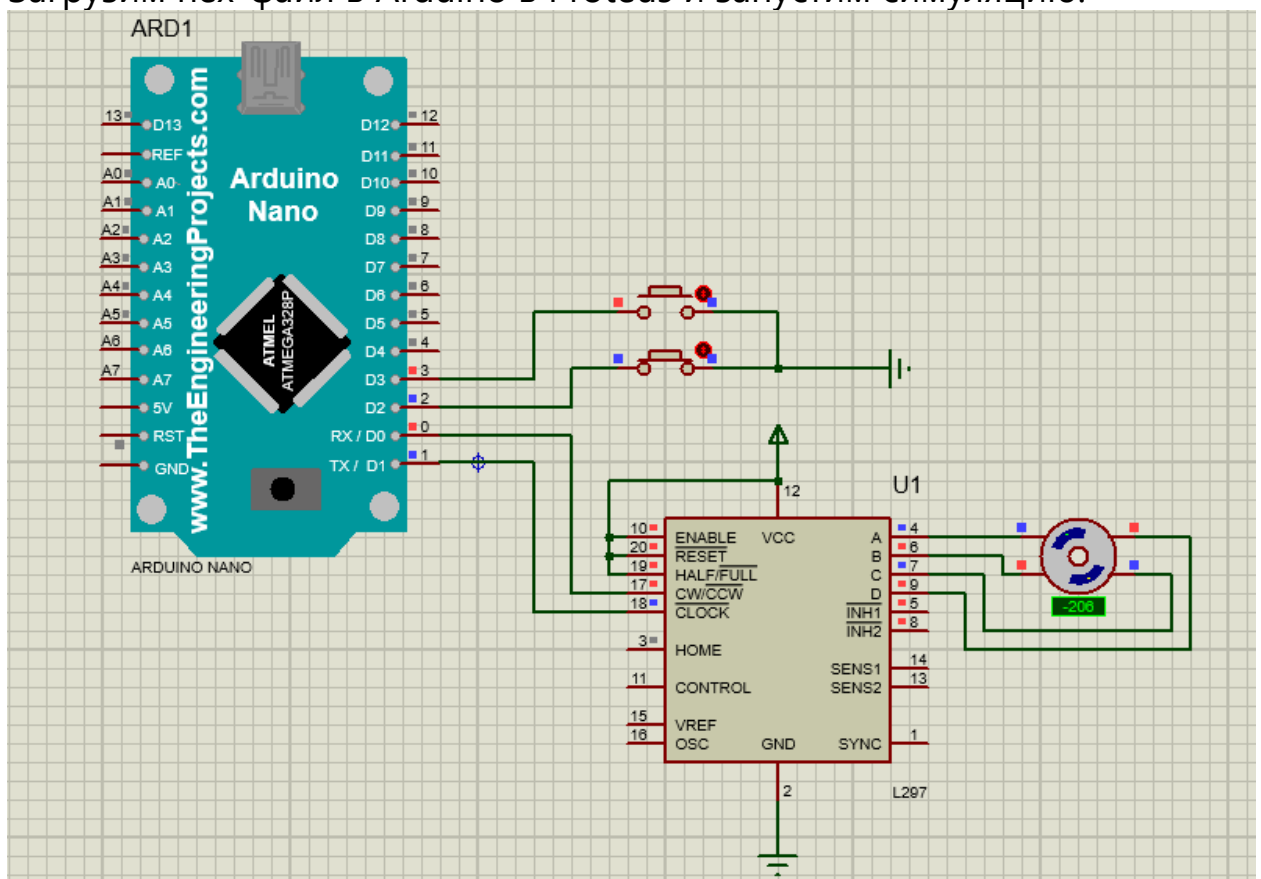 Загрузим hex-файл в Arduino в Proteus и запустим симуляцию:
ARD1
www.TheEngineeringProjects.com
Arduino
Nano
ATMEL
ATMEGA328P
13
D13
REF
A0
A0
A1
A1
A2
A2
A3
A3
A4
A4
A5
A5
A6
A6
A7
A7
5V
RST
GND
D12
12
D11
11
D10
10
D9
9
D8
8
D7
7
D6
6
D5
5
D4
4
D3
3
D2
2
RX / D0
0
TX / D1
1
ARDUINO NANO
U1
12
VCC
10
ENABLE
20
RESET
19
HALF/FULL
17
CW/CCW
18
CLOCK
3
HOME
11
CONTROL
15
VREF
16
OSC
GND
2
A
4
B
6
C
7
D
9
INH1
5
INH2
8
SENS1
14
SENS2
13
SYNC
1
L297
-206